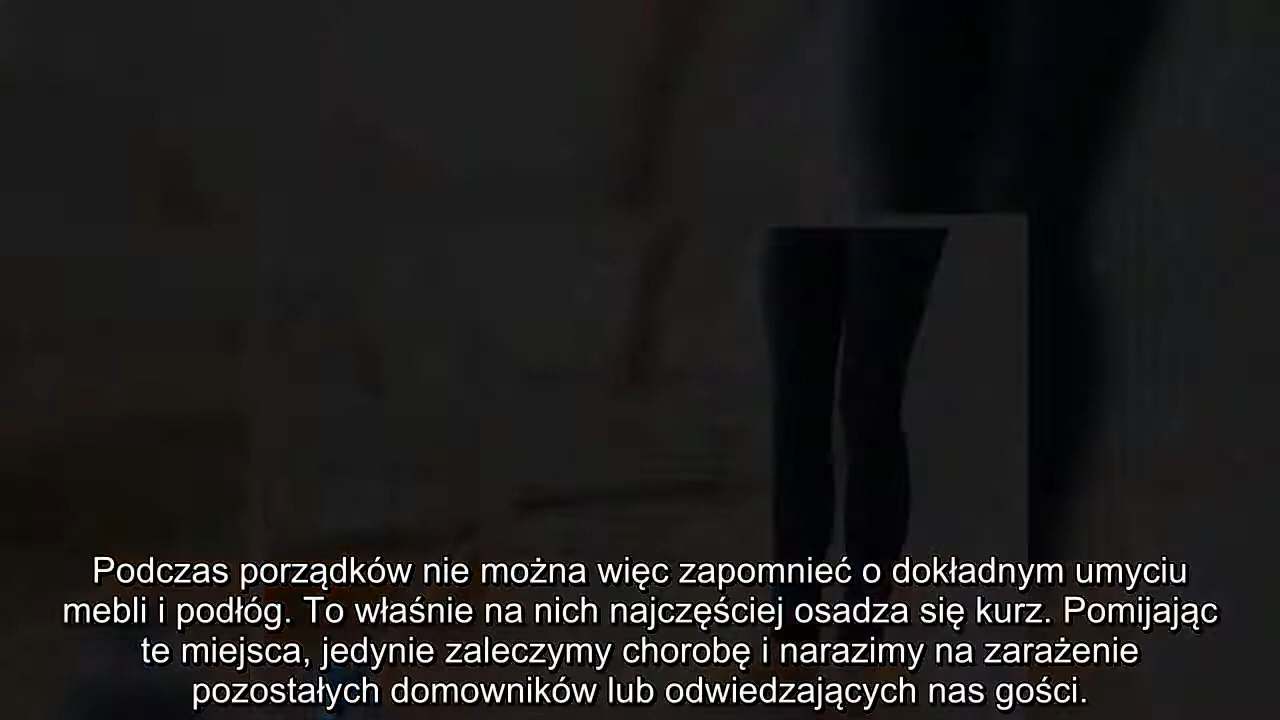 Podczas porządków nie można więc zapomnieć o dokładnym umyciu
mebli i podłóg. To właśnie na nich najczęściej osadza się kurz. Pomijając
te miejsca, jedynie zaleczymy chorobę i narazimy na zarażenie
pozostałych domowników lub odwiedzających nas gości.